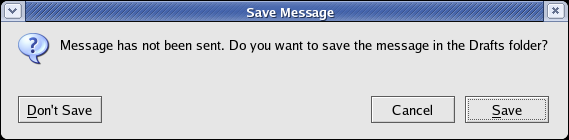 Save Message
Message has not been sent. Do you want to save the message in the Drafts folder?
Don't Save
Cancel
Save